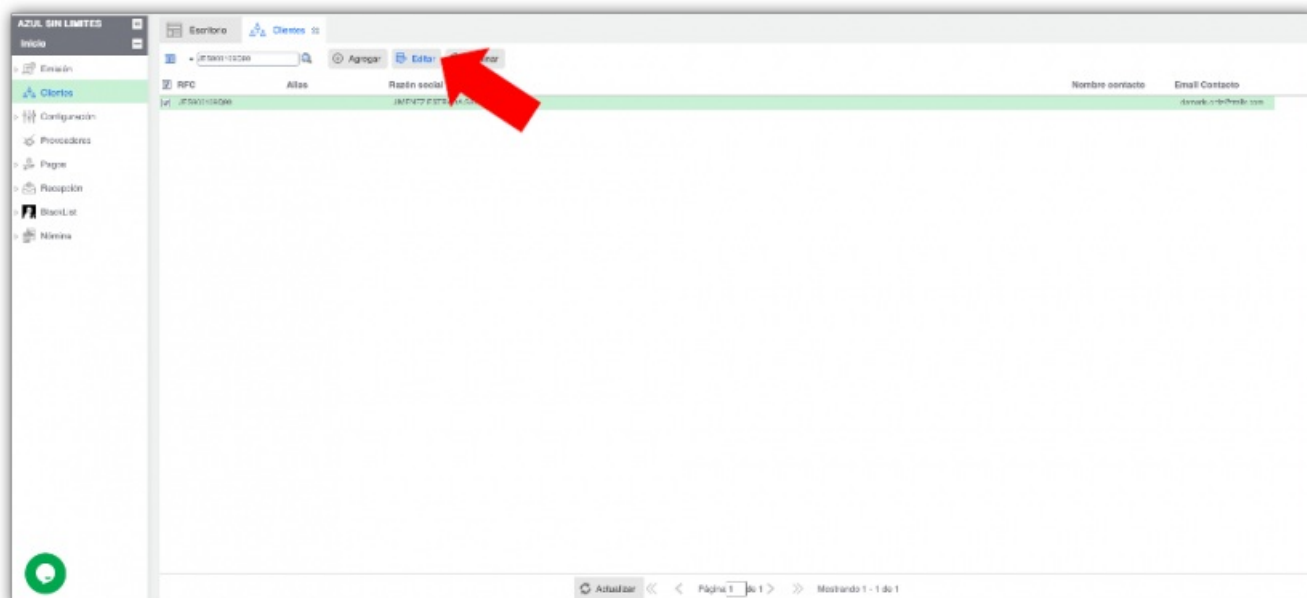 AZUL SIN LIMITES
Inicio
Emisión
Clientes
Configuración
Proveedores
Pagos
Recepción
BlackList
Nómina
Escritorio Clientes
Agregar Editar
RFC Alias Razón social Nombre contacto Email Contacto
Actualizar Página 1 de 1 Mostrando 1 - 1 de 1